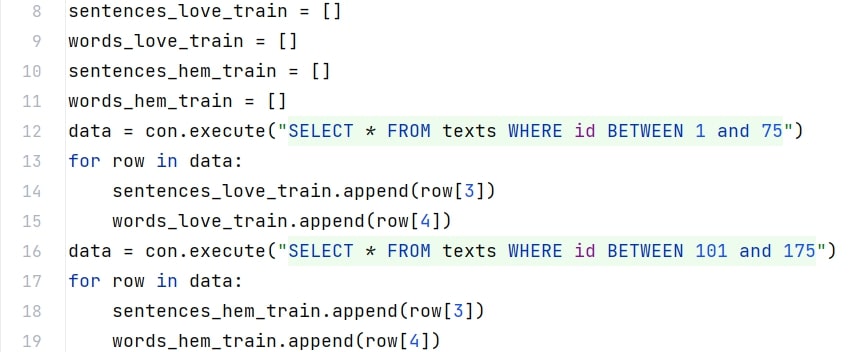 8 sentences_love_train = []
9 words_love_train = []
10 sentences_hem_train = []
11 words_hem_train = []
12 data = con.execute("SELECT * FROM texts WHERE id BETWEEN 1 and 75")
13 for row in data:
14     sentences_love_train.append(row[3])
15     words_love_train.append(row[4])
16 data = con.execute("SELECT * FROM texts WHERE id BETWEEN 101 and 175")
17 for row in data:
18     sentences_hem_train.append(row[3])
19     words_hem_train.append(row[4])